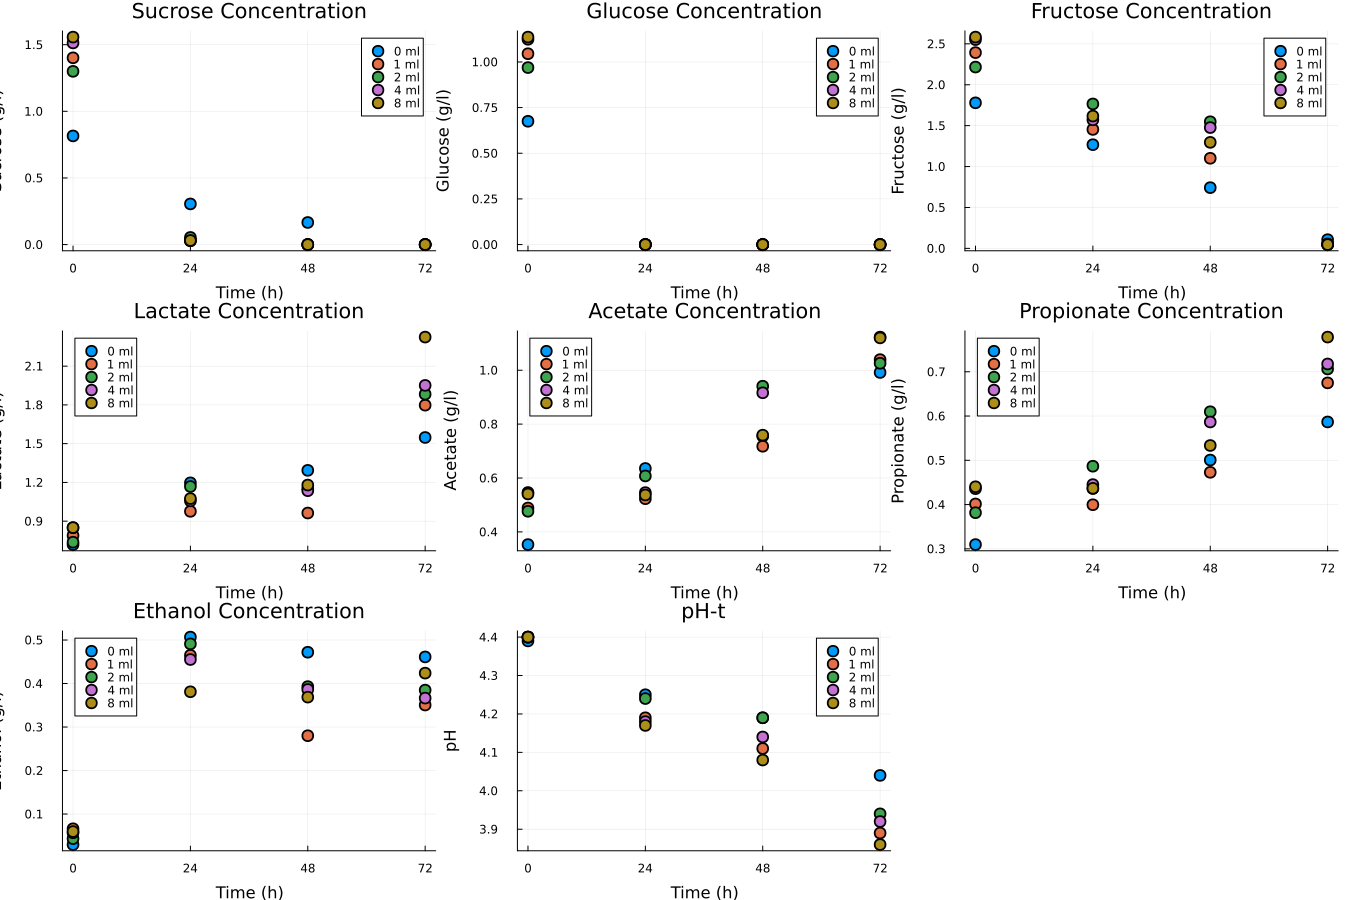 Sucrose Concentration
1.5
1.0
0.5
0.0
0 ml
1 ml
2 ml
4 ml
8 ml
0 24 48 72
Time (h)
Glucose Concentration
Glucose (g/l)
1.00
0.75
0.50
0.25
0.00
0 ml
1 ml
2 ml
4 ml
8 ml
0 24 48 72
Time (h)
Fructose Concentration
Fructose (g/l)
2.5
2.0
1.5
1.0
0.5
0.0
0 ml
1 ml
2 ml
4 ml
8 ml
0 24 48 72
Time (h)
Lactate Concentration
2.1
1.8
1.5
1.2
0.9
0 ml
1 ml
2 ml
4 ml
8 ml
0 24 48 72
Time (h)
Acetate Concentration
Acetate (g/l)
1.0
0.8
0.6
0.4
0 ml
1 ml
2 ml
4 ml
8 ml
0 24 48 72
Time (h)
Propionate Concentration
Propionate (g/l)
0.7
0.6
0.5
0.4
0.3
0 ml
1 ml
2 ml
4 ml
8 ml
0 24 48 72
Time (h)
Ethanol Concentration
0.5
0.4
0.3
0.2
0.1
0 ml
1 ml
2 ml
4 ml
8 ml
0 24 48 72
Time (h)
pH-t
pH
4.4
4.3
4.2
4.1
4.0
3.9
0 ml
1 ml
2 ml
4 ml
8 ml
0 24 48 72
Time (h)